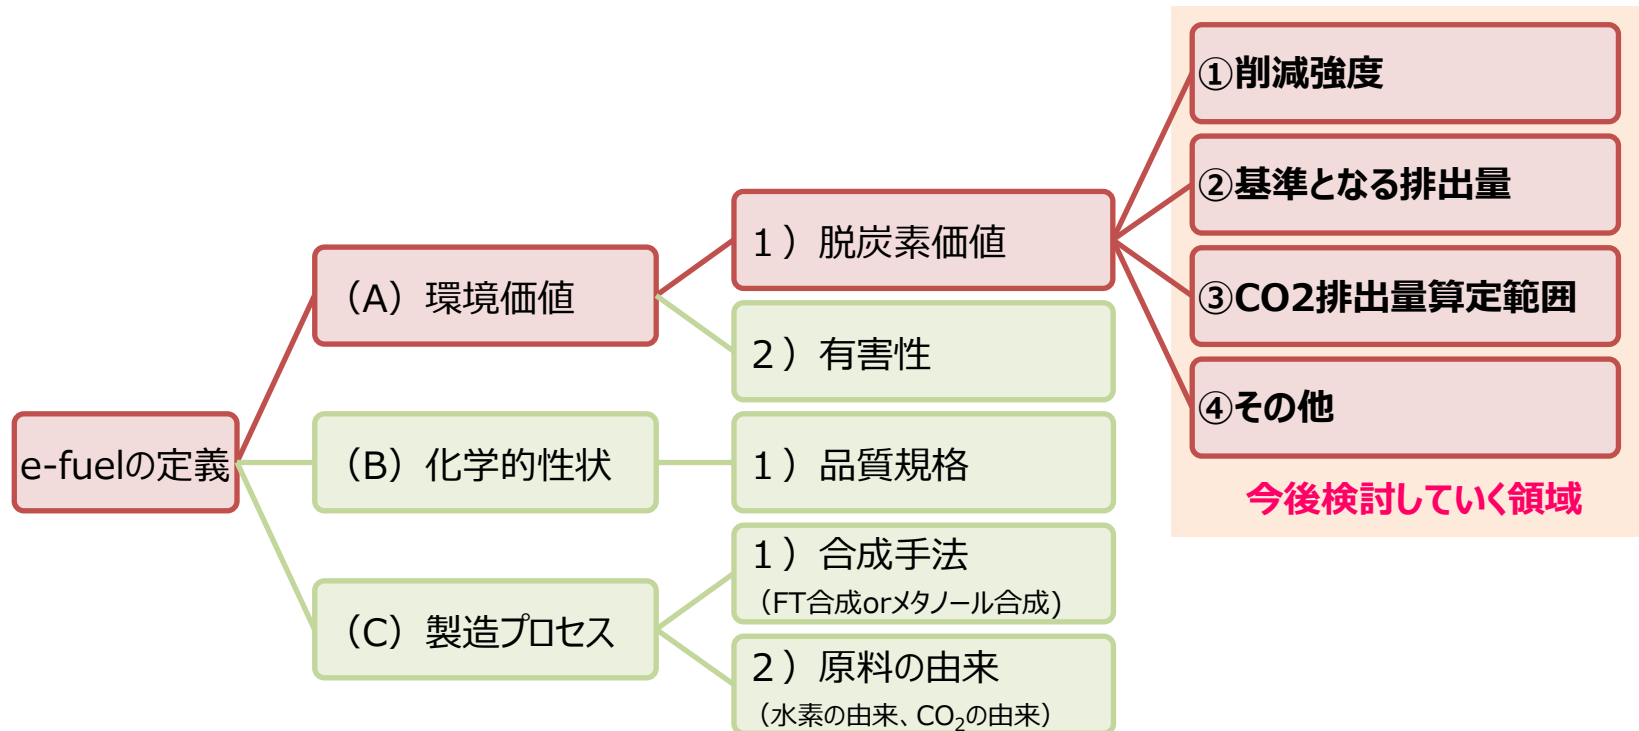 e-fuelの定義
（A）環境価値
1）脱炭素価値
①削減強度
②基準となる排出量
③CO2排出量算定範囲
④その他
今後検討していく領域
2）有害性
（B）化学的性状
1）品質規格
（C）製造プロセス
1）合成手法
（FT合成orメタノール合成)
2）原料の由来
（水素の由来、CO₂の由来）